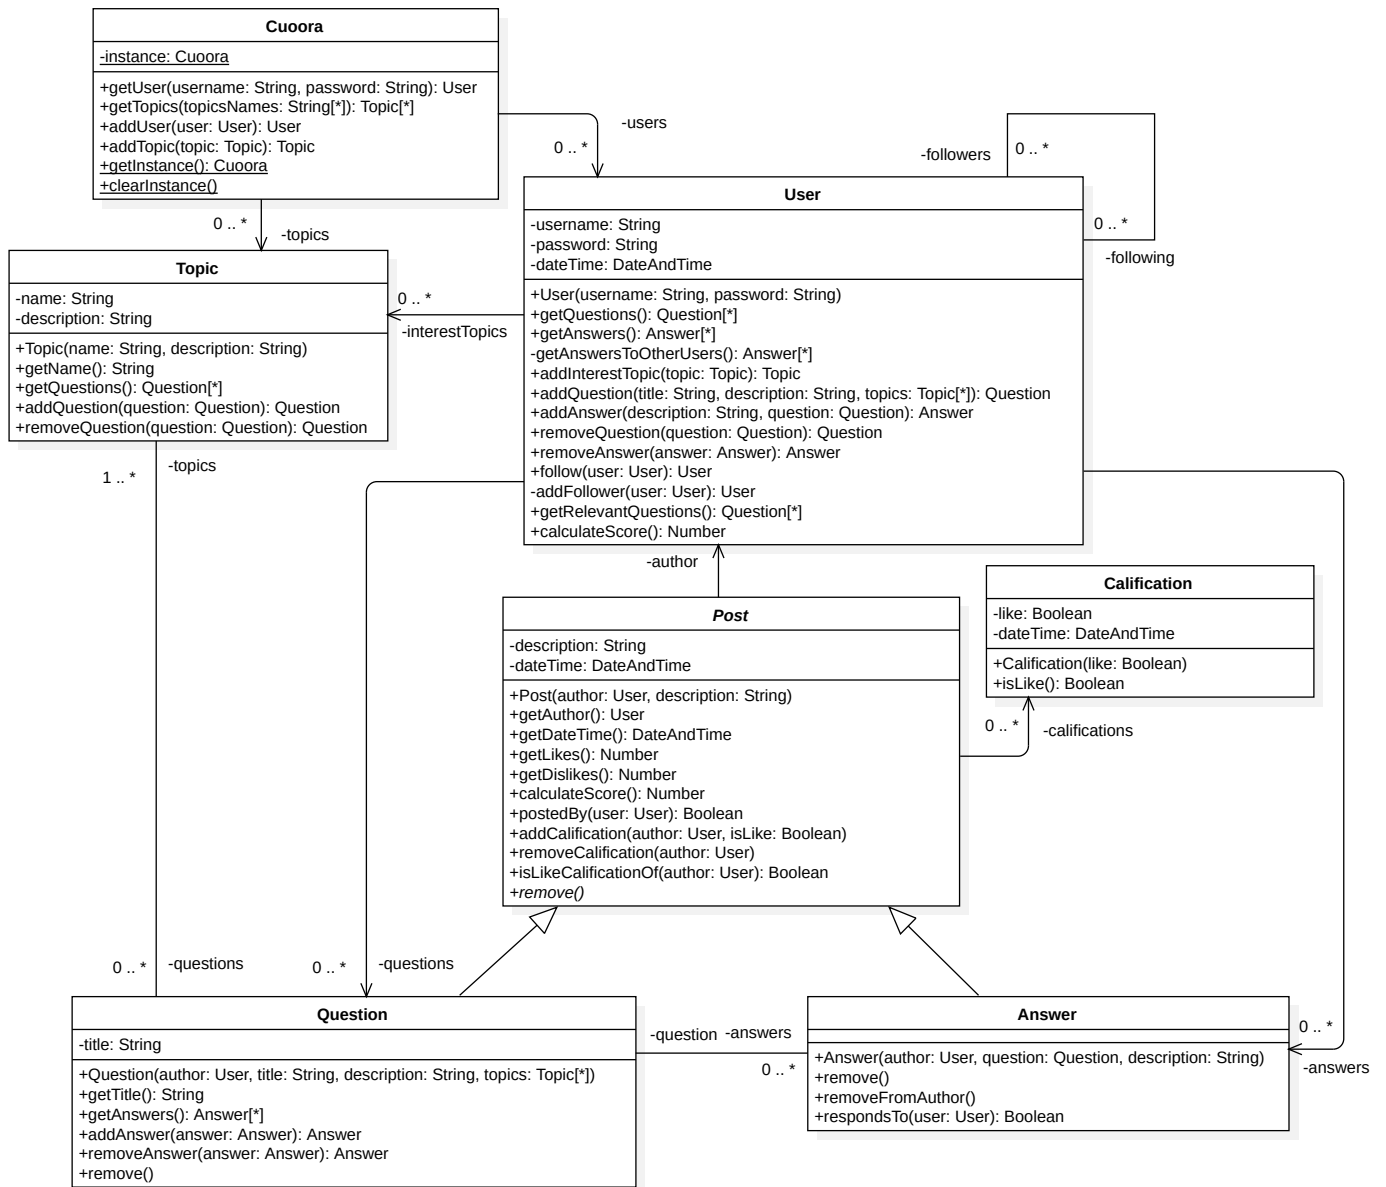 Cuoora
-instance: Cuoora
+getUser(username: String, password: String): User
+getTopics(topicsNames: String[*]): Topic[*]
+addUser(user: User): User
+addTopic(topic: Topic): Topic
+getInstance(): Cuoora
+clearInstance()
-users
0 .. *
-followers
0 .. *
0 .. *
-following
0 .. *
-topics
User
-username: String
-password: String
-dateTime: DateAndTime
+User(username: String, password: String)
+getQuestions(): Question[*]
+getAnswers(): Answer[*]
-getAnswersToOtherUsers(): Answer[*]
+addInterestTopic(topic: Topic): Topic
+addQuestion(title: String, description: String, topics: Topic[*]): Question
+addAnswer(description: String, question: Question): Answer
+removeQuestion(question: Question): Question
+removeAnswer(answer: Answer): Answer
+follow(user: User): User
-addFollower(user: User): User
+getRelevantQuestions(): Question[*]
+calculateScore(): Number
Topic
-name: String
-description: String
+Topic(name: String, description: String)
+getName(): String
+getQuestions(): Question[*]
+addQuestion(question: Question): Question
+removeQuestion(question: Question): Question
0 .. *
-interestTopics
-topics
1 .. *
-author
Post
-description: String
-dateTime: DateAndTime
+Post(author: User, description: String)
+getAuthor(): User
+getDateTime(): DateAndTime
+getLikes(): Number
+getDislikes(): Number
+calculateScore(): Number
+postedBy(user: User): Boolean
+addCalification(author: User, isLike: Boolean)
+removeCalification(author: User)
+isLikeCalificationOf(author: User): Boolean
+remove()
Calification
-like: Boolean
-dateTime: DateAndTime
+Calification(like: Boolean)
+isLike(): Boolean
0 .. *
-califications
0 .. *
-questions
0 .. *
-questions
Question
-title: String
+Question(author: User, title: String, description: String, topics: Topic[*])
+getTitle(): String
+getAnswers(): Answer[*]
+addAnswer(answer: Answer): Answer
+removeAnswer(answer: Answer): Answer
+remove()
-question
-answers
0 .. *
Answer
+Answer(author: User, question: Question, description: String)
+remove()
+removeFromAuthor()
+respondsTo(user: User): Boolean
0 .. *
-answers